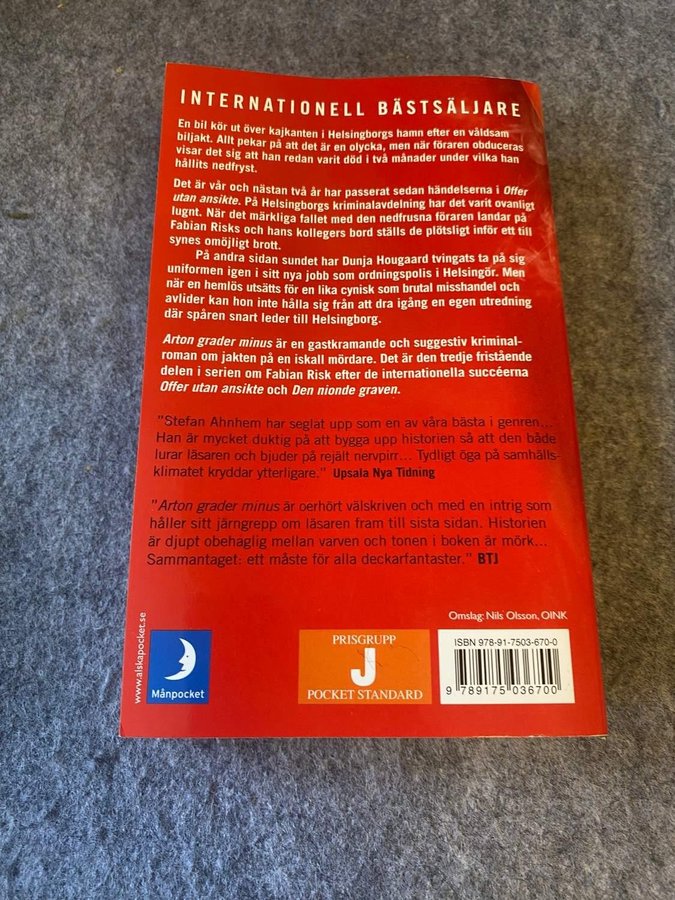 INTERNATIONELL BÄSTSÄLJARE
En bil kör ut över kajkanten i Helsingborgs hamn efter en våldsam
biljakt. Allt pekar på att det är en olycka, men när föraren obduceras
visar det sig att han redan varit död i två månader under vilka han
hållits nedfryst.
Det är vår och nästan två år har passerat sedan händelserna i Offer
utan ansikte. På Helsingborgs kriminalavdelning har det varit ovanligt
lugnt. När det märkliga fallet med den nedfrusna föraren landar på
Fabian Risks och hans kollegers bord ställs de plötsligt inför ett till
synes omöjligt brott.
På andra sidan sundet har Dunja Hougaard tvingats ta på sig
uniformen igen i sitt nya jobb som ordningspolis i Helsingör. Men
när en hemlös utsätts för en lika cynisk som brutal misshandel och
avlider kan hon inte hålla sig från att dra igång en egen utredning
där spåren snart leder till Helsingborg.
Arton grader minus är en gastkramande och suggestiv kriminal-
roman om jakten på en iskall mördare. Det är den tredje fristående
delen i serien om Fabian Risk efter de internationella succéerna
Offer utan ansikte och Den nionde graven.
"Stefan Ahnhem har seglat upp som en av våra bästa i genren...
Han är mycket duktig på att bygga upp historien så att den både
lurar läsaren och bjuder på rejält nervpirr... Tydligt öga på samhälls-
klimatet kryddar ytterligare." Upsala Nya Tidning
"Arton grader minus är oerhört välskriven och med en intrig som
håller sitt järngrepp om läsaren fram till sista sidan. Historien
är djupt obehaglig mellan varven och tonen i boken är mörk...
Sammantaget: ett måste för alla deckarfantaster." BTJ
Omslag: Nils Olsson, OINK
www.alskapocket.se
Månpocket
PRISGRUPP
J
POCKET STANDARD
ISBN 978-91-7503-670-0
9 789175 036700